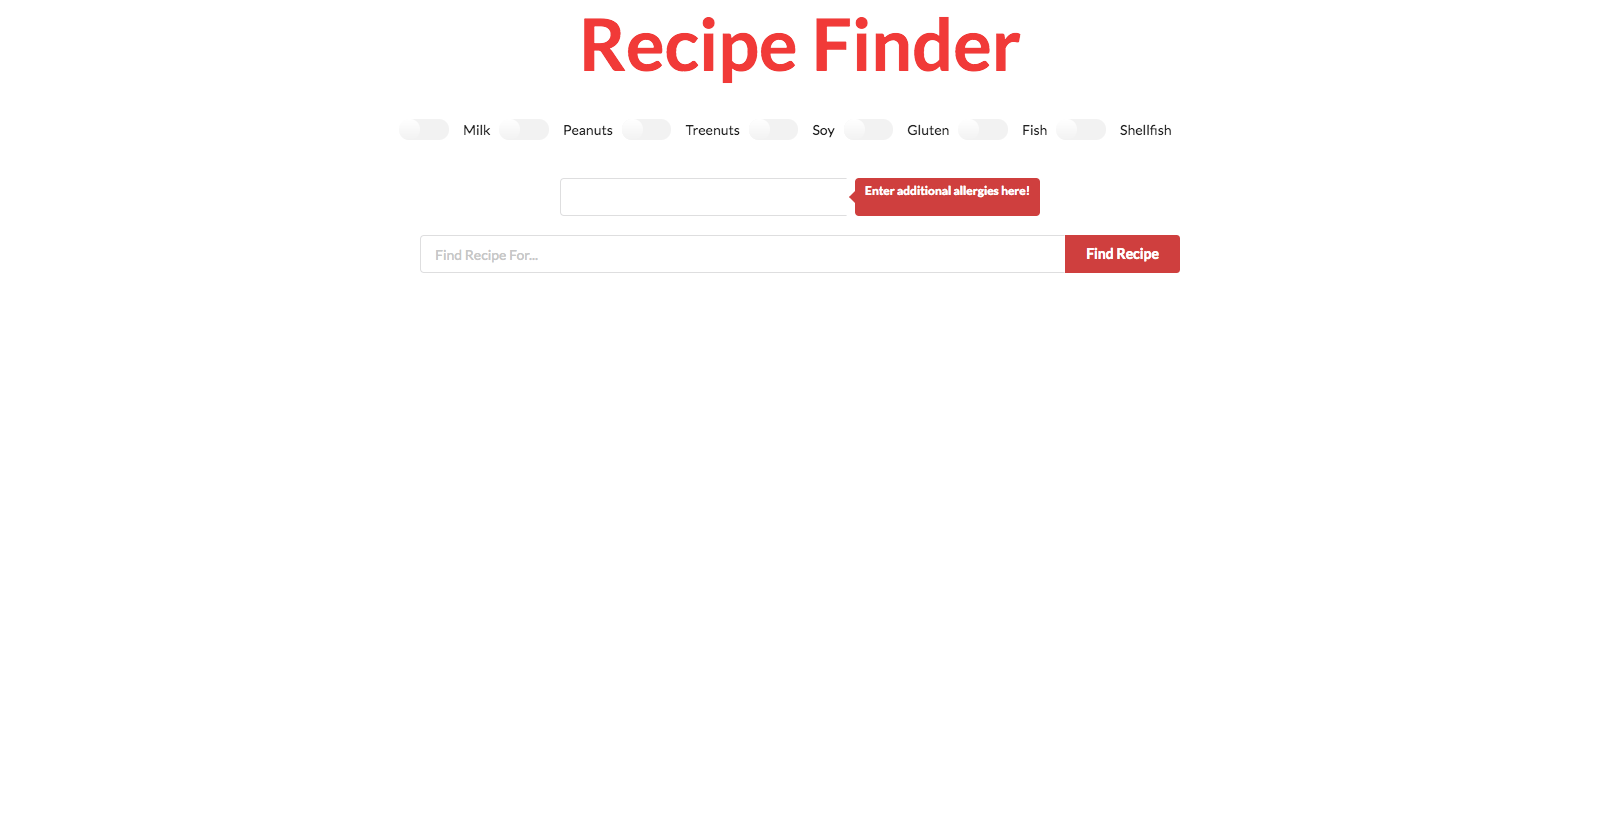 Recipe Finder
Milk Peanuts Treenuts Soy Gluten Fish Shellfish
Enter additional allergies here!
Find Recipe For... Find Recipe